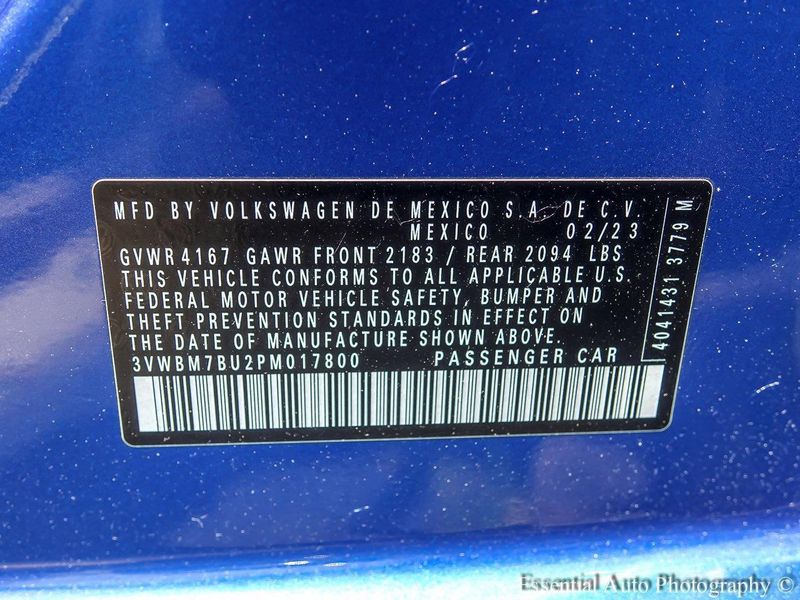 MFD BY VOLKSWAGEN DE MEXICO S.A. DE C.V.
MEXICO 02/23
GVWR 4167 GAWR FRONT 2183 / REAR 2094 LBS
THIS VEHICLE CONFORMS TO ALL APPLICABLE U.S.
FEDERAL MOTOR VEHICLE SAFETY, BUMPER AND
THEFT PREVENTION STANDARDS IN EFFECT ON
THE DATE OF MANUFACTURE SHOWN ABOVE.
3VWBM7BU2PM017800 PASSENGER CAR
4041431 3779 M
Essential Auto Photography ©